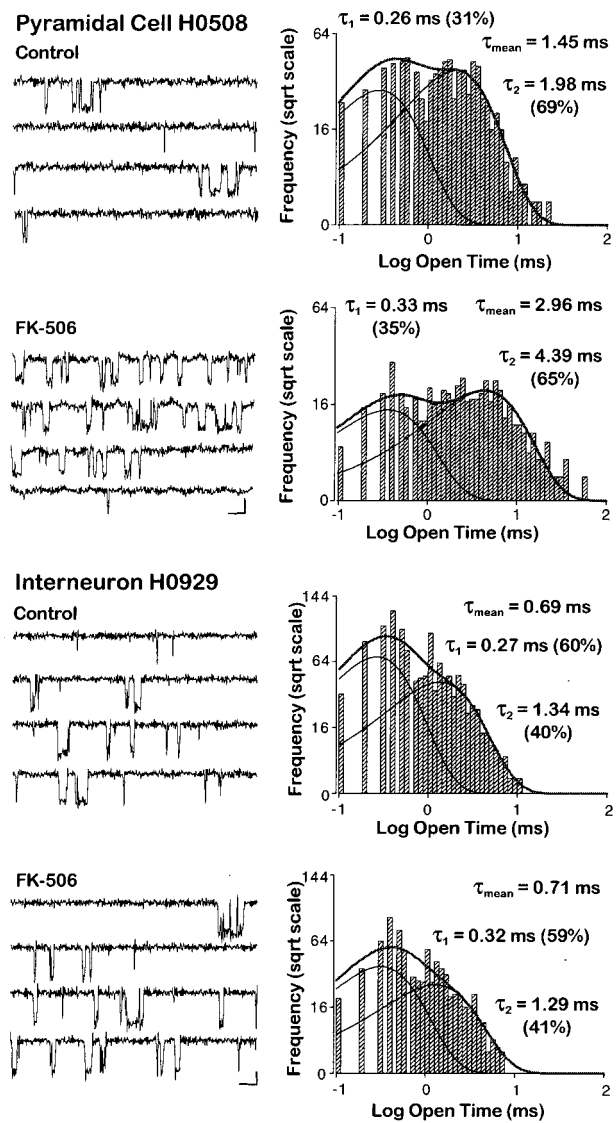 Pyramidal Cell H0508
Control
τ1 = 0.26 ms (31%)
τmean = 1.45 ms
τ2 = 1.98 ms
(69%)
Frequency (sqrt scale)
64
16
0
-1 0 1 2
Log Open Time (ms)
FK-506
τ1 = 0.33 ms
(35%)
τmean = 2.96 ms
τ2 = 4.39 ms
(65%)
Frequency (sqrt scale)
64
16
0
-1 0 1 2
Log Open Time (ms)
Interneuron H0929
Control
τmean = 0.69 ms
τ1 = 0.27 ms (60%)
τ2 = 1.34 ms
(40%)
Frequency (sqrt scale)
144
64
16
0
-1 0 1 2
Log Open Time (ms)
FK-506
τmean = 0.71 ms
τ1 = 0.32 ms (59%)
τ2 = 1.29 ms
(41%)
Frequency (sqrt scale)
144
64
16
0
-1 0 1 2
Log Open Time (ms)